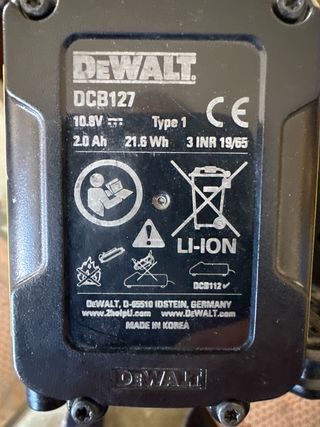 DEWALT.
DCB127
10.8V ⎓ Type 1
2.0 Ah 21.6 Wh 3 INR 19/65
CE
LI-ION
DCB112 ✓
DEWALT, D-65510 IDSTEIN, GERMANY
www.2helpU.com www.DEWALT.com
MADE IN KOREA
DEWALT